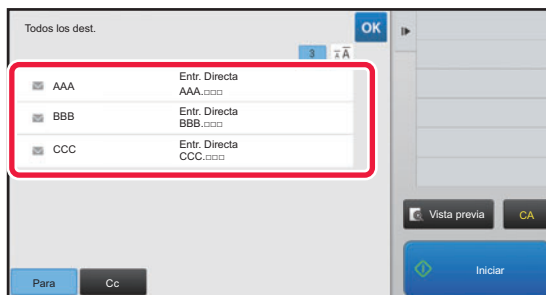 Todos los dest.
OK
3 AA
AAA Entr. Directa
AAA.□□□
BBB Entr. Directa
BBB.□□□
CCC Entr. Directa
CCC.□□□
Vista previa
CA
Para
Cc
Iniciar